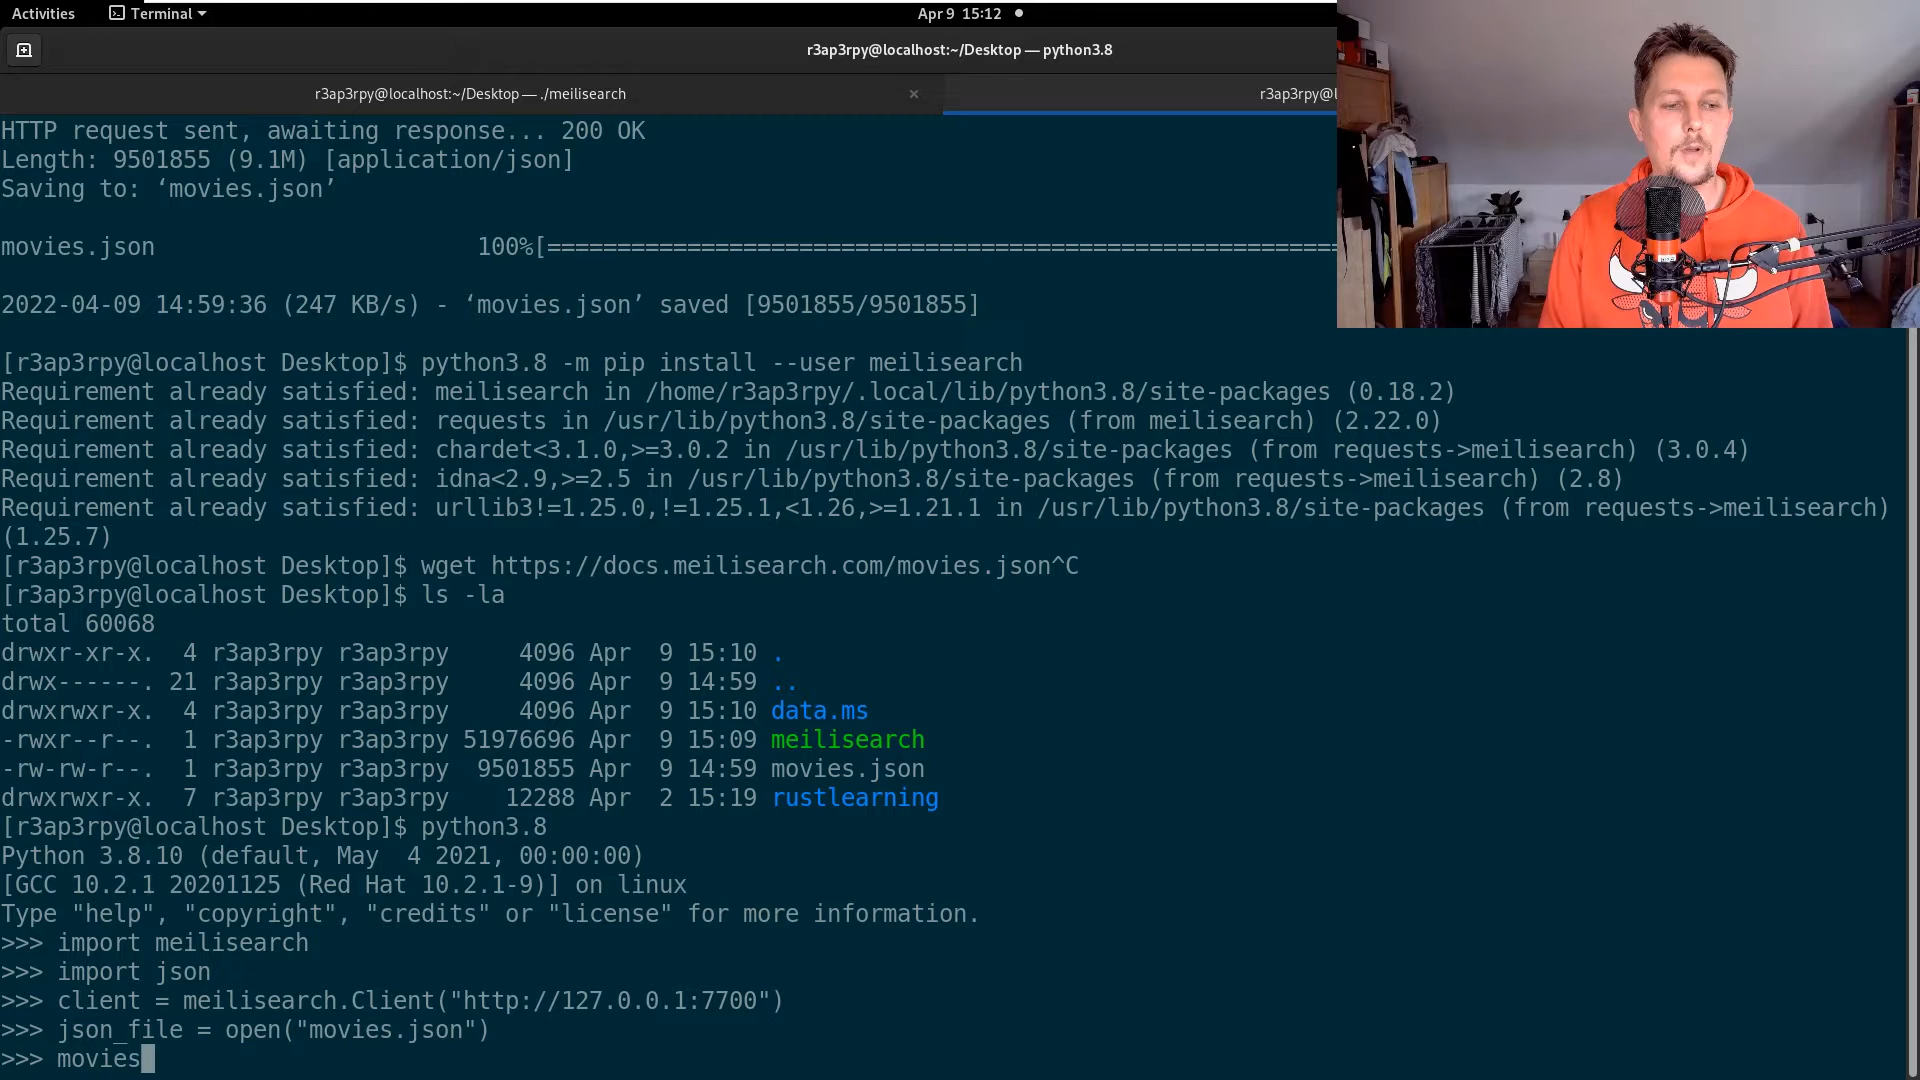 Activities
Terminal
Apr 9 15:12
r3ap3rpy@localhost:~/Desktop — python3.8
r3ap3rpy@localhost:~/Desktop — ./meilisearch
×
r3ap3rpy@l
HTTP request sent, awaiting response... 200 OK
Length: 9501855 (9.1M) [application/json]
Saving to: ‘movies.json’
movies.json 100%[=========================================================
2022-04-09 14:59:36 (247 KB/s) - ‘movies.json’ saved [9501855/9501855]
[r3ap3rpy@localhost Desktop]$ python3.8 -m pip install --user meilisearch
Requirement already satisfied: meilisearch in /home/r3ap3rpy/.local/lib/python3.8/site-packages (0.18.2)
Requirement already satisfied: requests in /usr/lib/python3.8/site-packages (from meilisearch) (2.22.0)
Requirement already satisfied: chardet<3.1.0,>=3.0.2 in /usr/lib/python3.8/site-packages (from requests->meilisearch) (3.0.4)
Requirement already satisfied: idna<2.9,>=2.5 in /usr/lib/python3.8/site-packages (from requests->meilisearch) (2.8)
Requirement already satisfied: urllib3!=1.25.0,!=1.25.1,<1.26,>=1.21.1 in /usr/lib/python3.8/site-packages (from requests->meilisearch)
(1.25.7)
[r3ap3rpy@localhost Desktop]$ wget https://docs.meilisearch.com/movies.json^C
[r3ap3rpy@localhost Desktop]$ ls -la
total 60068
drwxr-xr-x.  4 r3ap3rpy r3ap3rpy     4096 Apr  9 15:10 .
drwx------. 21 r3ap3rpy r3ap3rpy     4096 Apr  9 14:59 ..
drwxrwxr-x.  4 r3ap3rpy r3ap3rpy     4096 Apr  9 15:10 data.ms
-rwxr--r--.  1 r3ap3rpy r3ap3rpy 51976696 Apr  9 15:09 meilisearch
-rw-rw-r--.  1 r3ap3rpy r3ap3rpy  9501855 Apr  9 14:59 movies.json
drwxrwxr-x.  7 r3ap3rpy r3ap3rpy    12288 Apr  2 15:19 rustlearning
[r3ap3rpy@localhost Desktop]$ python3.8
Python 3.8.10 (default, May  4 2021, 00:00:00)
[GCC 10.2.1 20201125 (Red Hat 10.2.1-9)] on linux
Type "help", "copyright", "credits" or "license" for more information.
>>> import meilisearch
>>> import json
>>> client = meilisearch.Client("http://127.0.0.1:7700")
>>> json_file = open("movies.json")
>>> movies